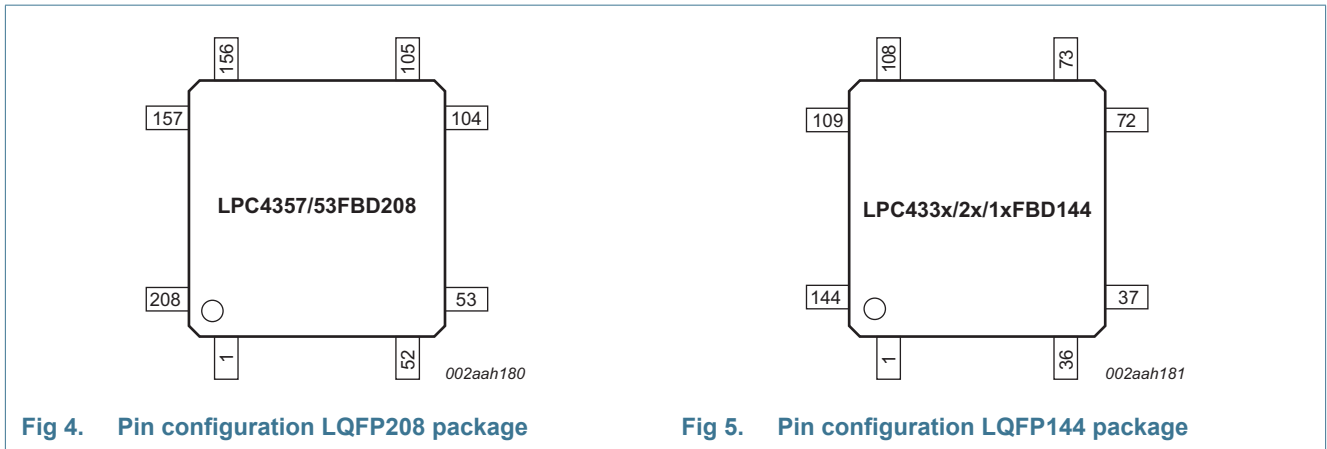 156
105
157
104
LPC4357/53FBD208
208
53
1
52
002aah180
Fig 4. Pin configuration LQFP208 package
108
73
109
72
LPC433x/2x/1xFBD144
144
37
1
36
002aah181
Fig 5. Pin configuration LQFP144 package